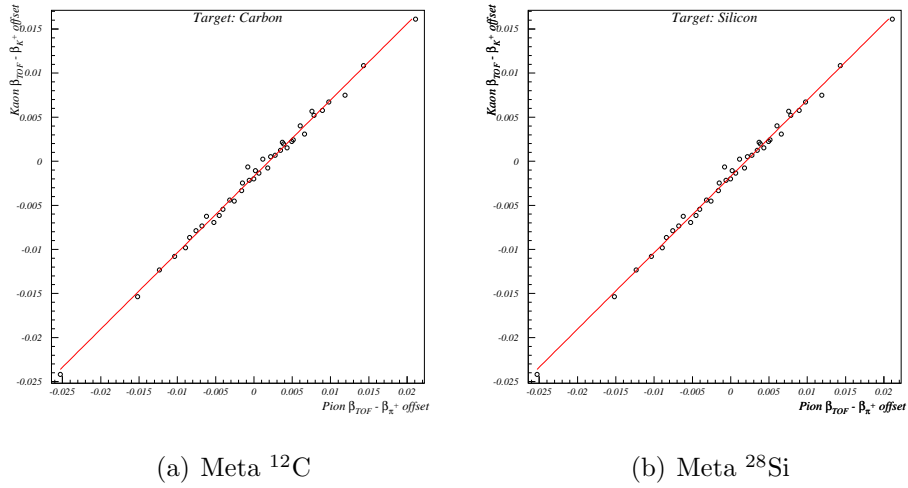 Target: Carbon
Kaon β_TOF - β_K+ offset
0.015
0.01
0.005
0
-0.005
-0.01
-0.015
-0.02
-0.025
-0.025 -0.02 -0.015 -0.01 -0.005 0 0.005 0.01 0.015 0.02
Pion β_TOF - β_π+ offset
(a) Meta ¹²C
Target: Silicon
Kaon β_TOF - β_K+ offset
0.015
0.01
0.005
0
-0.005
-0.01
-0.015
-0.02
-0.025
-0.025 -0.02 -0.015 -0.01 -0.005 0 0.005 0.01 0.015 0.02
Pion β_TOF - β_π+ offset
(b) Meta ²⁸Si